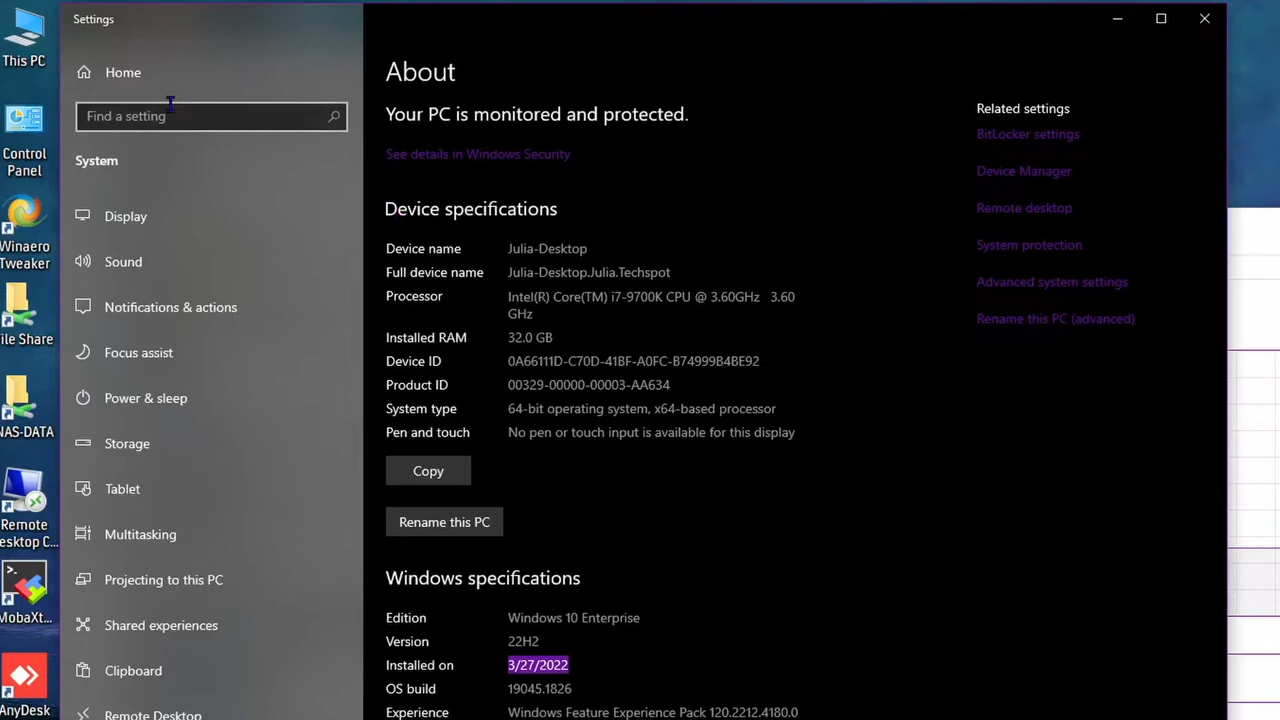 This PC
Control
Panel
Winaero
Tweaker
File Share
NAS-DATA
Remote
Desktop C...
MobaXt...
AnyDesk
Settings
Home
Find a setting
System
Display
Sound
Notifications & actions
Focus assist
Power & sleep
Storage
Tablet
Multitasking
Projecting to this PC
Shared experiences
Clipboard
Remote Desktop
About
Your PC is monitored and protected.
See details in Windows Security
Device specifications
Device name Julia-Desktop
Full device name Julia-Desktop.Julia.Techspot
Processor Intel(R) Core(TM) i7-9700K CPU @ 3.60GHz 3.60
GHz
Installed RAM 32.0 GB
Device ID 0A66111D-C70D-41BF-A0FC-B74999B4BE92
Product ID 00329-00000-00003-AA634
System type 64-bit operating system, x64-based processor
Pen and touch No pen or touch input is available for this display
Copy
Rename this PC
Windows specifications
Edition Windows 10 Enterprise
Version 22H2
Installed on 3/27/2022
OS build 19045.1826
Experience Windows Feature Experience Pack 120.2212.4180.0
Related settings
BitLocker settings
Device Manager
Remote desktop
System protection
Advanced system settings
Rename this PC (advanced)